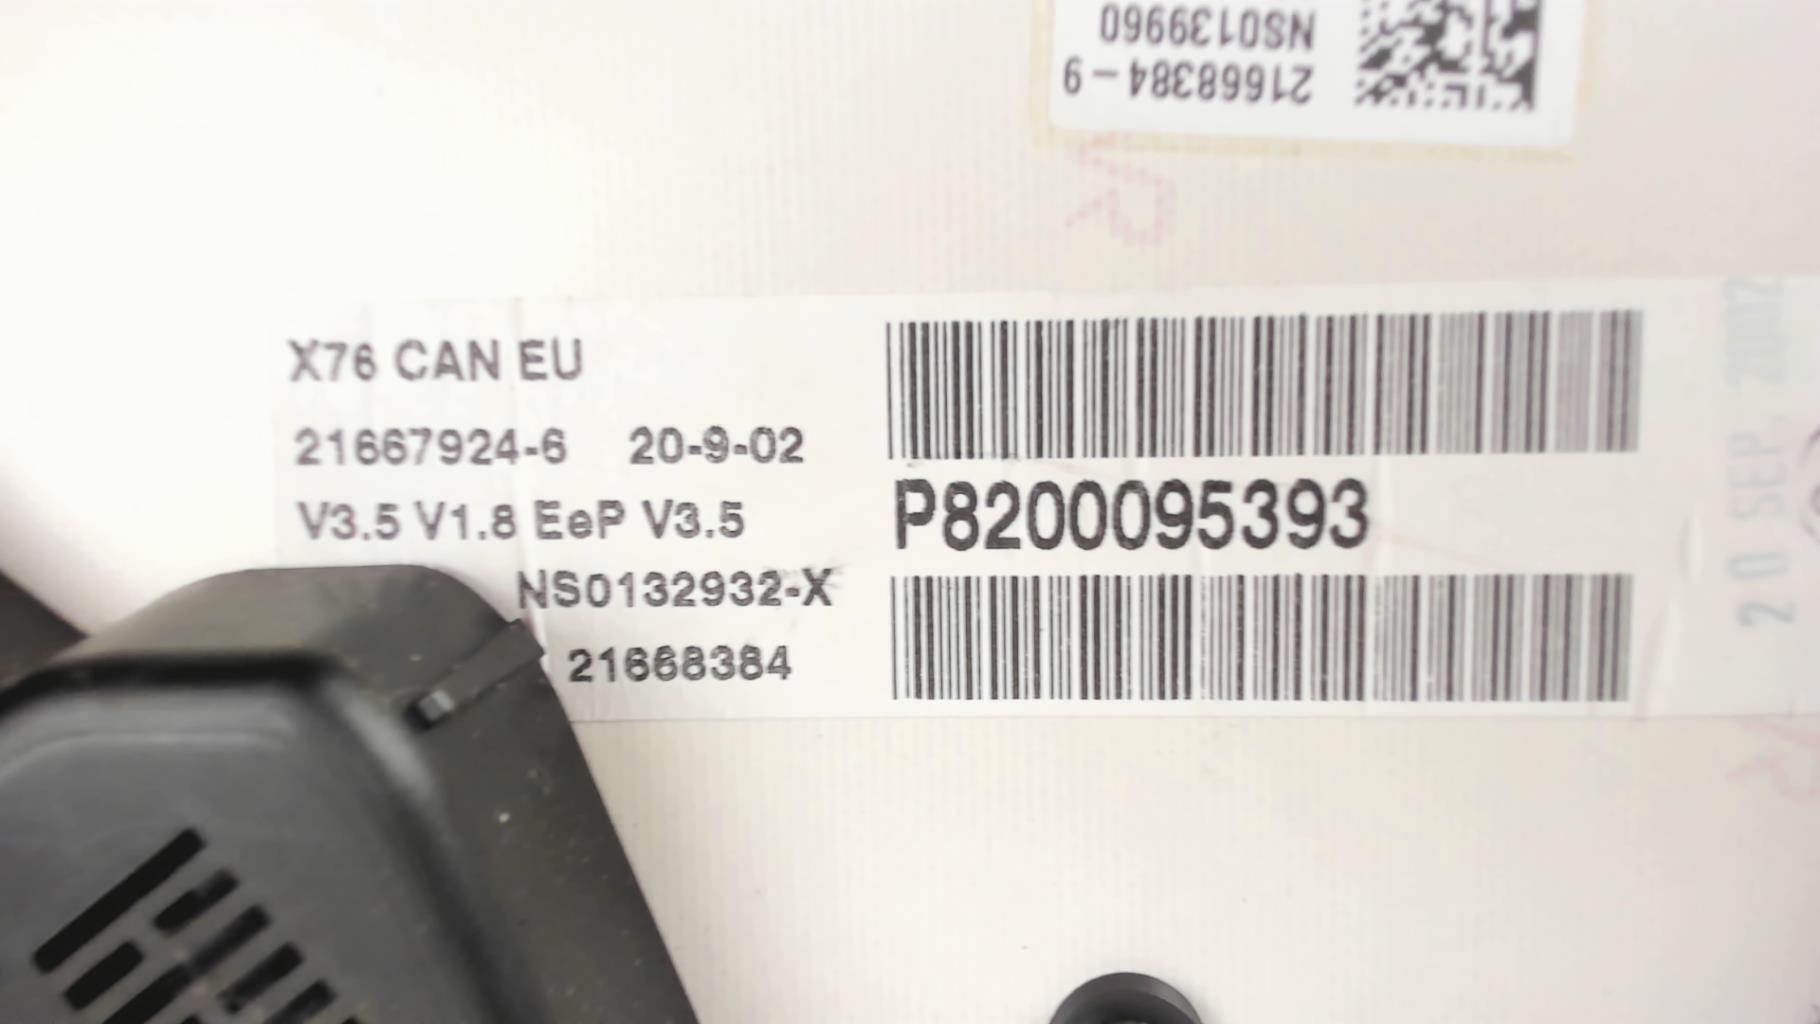 NS0139960
21668384-9
X76 CAN EU
21667924-6 20-9-02
V3.5 V1.8 EeP V3.5
NS0132932-X
21668384
P8200095393
20 SEP. 2002